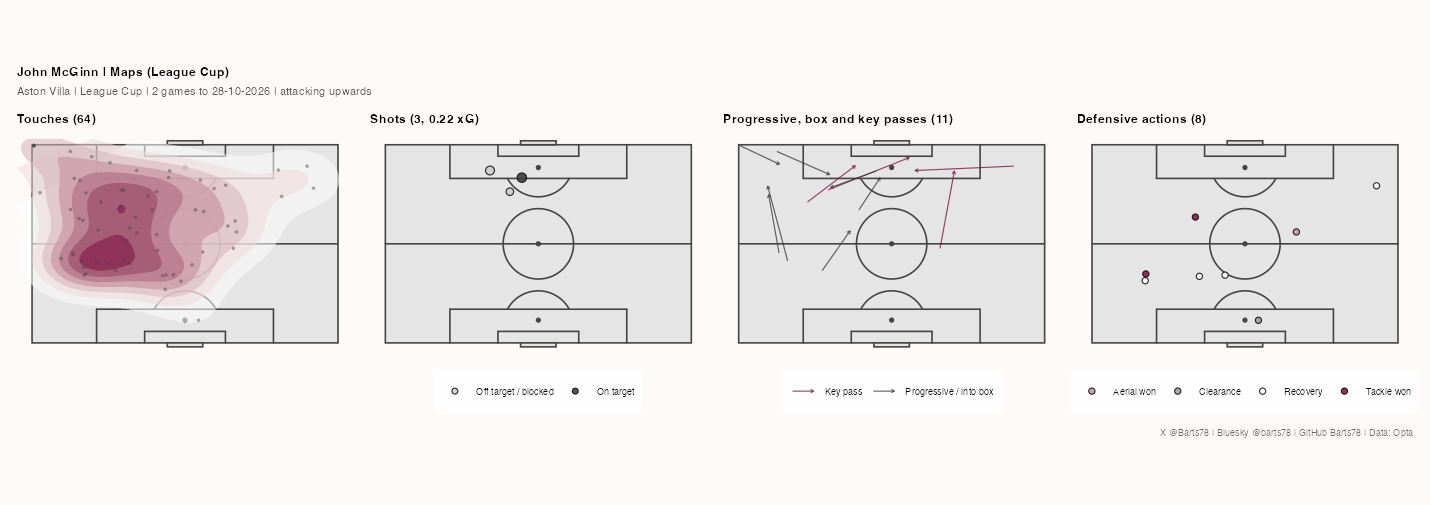 John McGinn | Maps (League Cup)
Aston Villa | League Cup | 2 games to 28-10-2026 | attacking upwards
Touches (64)
Shots (3, 0.22 xG)
Progressive, box and key passes (11)
Defensive actions (8)
Off target / blocked
On target
Key pass
Progressive / into box
Aerial won
Clearance
Recovery
Tackle won
X @Barts78 | Bluesky @barts78 | GitHub Barts78 | Data: Opta